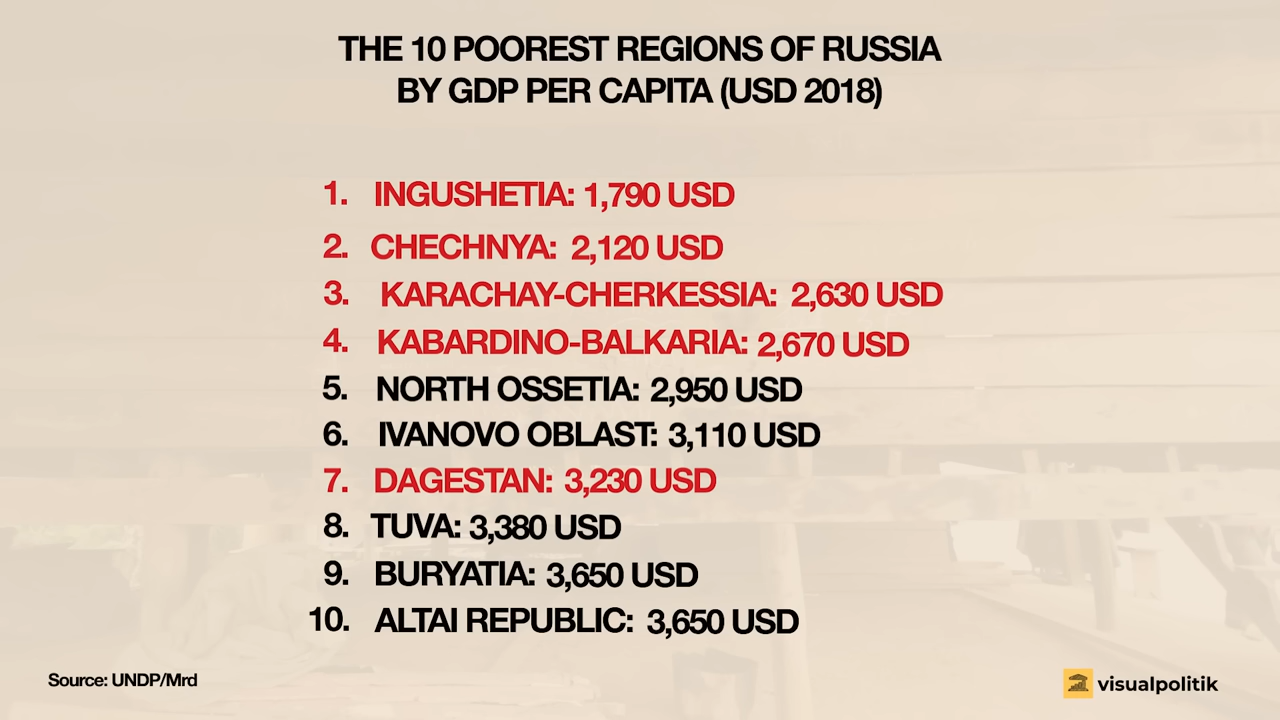 THE 10 POOREST REGIONS OF RUSSIA
BY GDP PER CAPITA (USD 2018)
1. INGUSHETIA: 1,790 USD
2. CHECHNYA: 2,120 USD
3. KARACHAY-CHERKESSIA: 2,630 USD
4. KABARDINO-BALKARIA: 2,670 USD
5. NORTH OSSETIA: 2,950 USD
6. IVANOVO OBLAST: 3,110 USD
7. DAGESTAN: 3,230 USD
8. TUVA: 3,380 USD
9. BURYATIA: 3,650 USD
10. ALTAI REPUBLIC: 3,650 USD
Source: UNDP/Mrd
visualpolitik